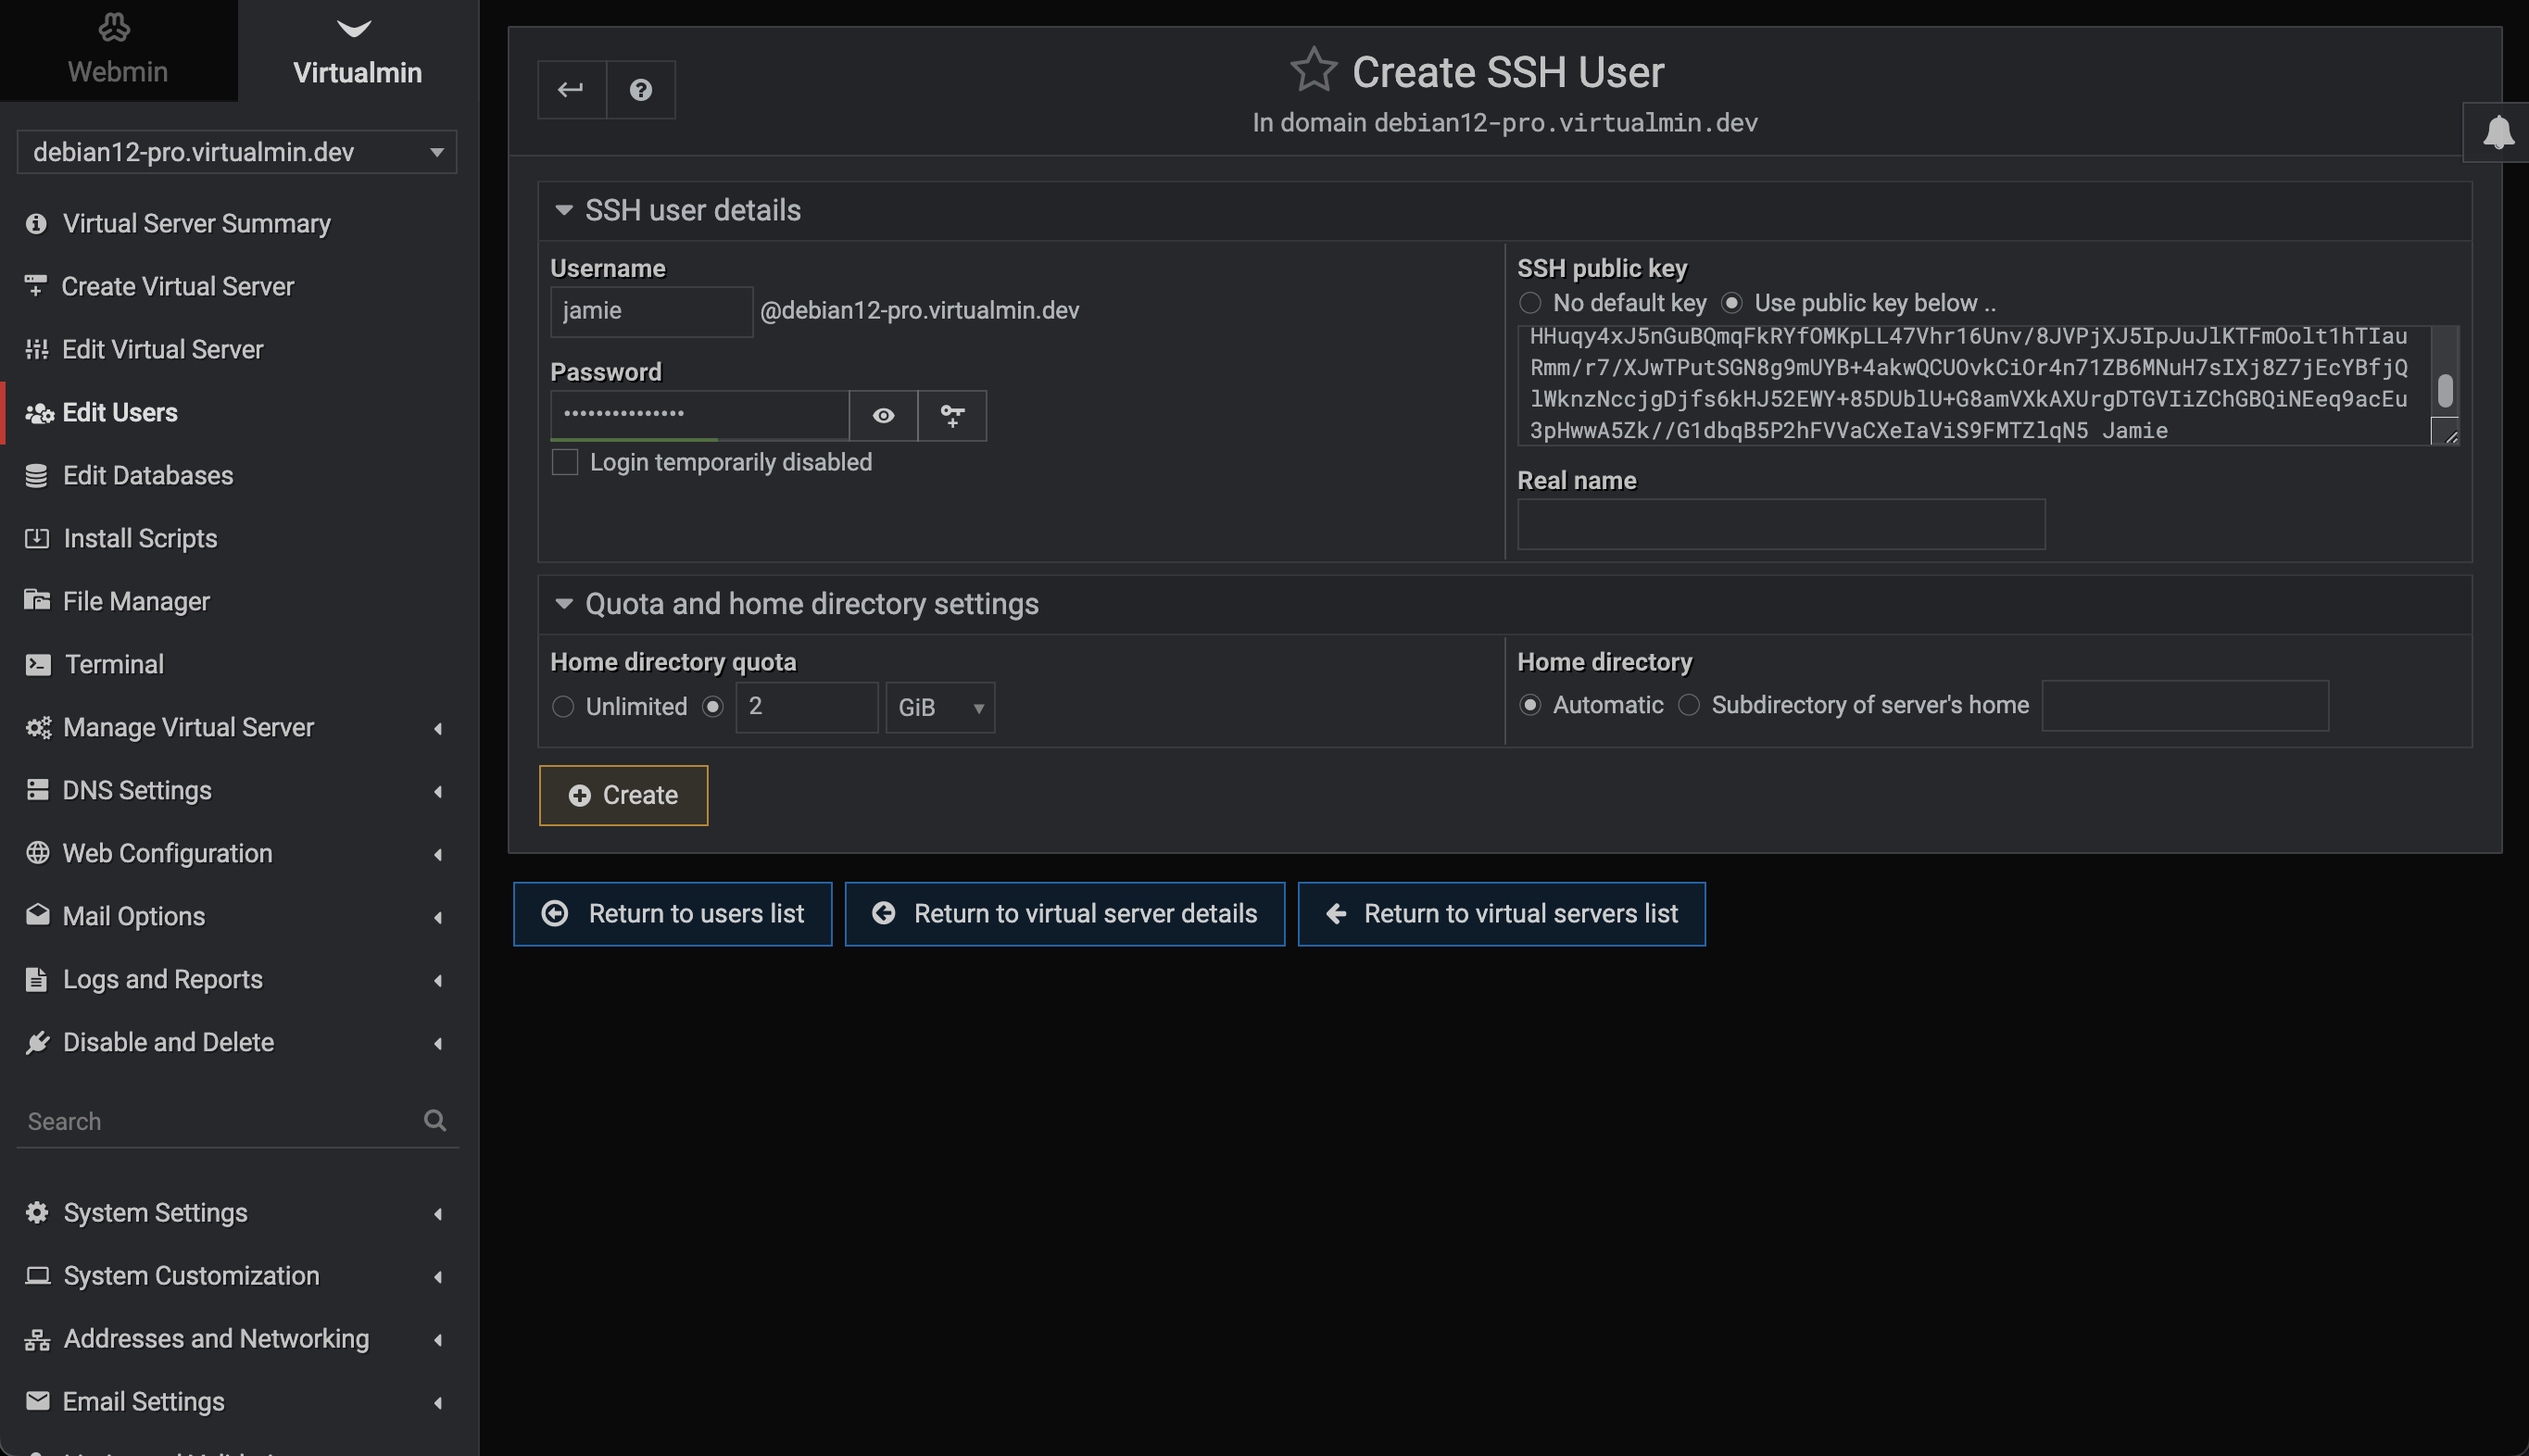 Webmin
Virtualmin
debian12-pro.virtualmin.dev
Virtual Server Summary
Create Virtual Server
Edit Virtual Server
Edit Users
Edit Databases
Install Scripts
File Manager
Terminal
Manage Virtual Server
DNS Settings
Web Configuration
Mail Options
Logs and Reports
Disable and Delete
Search
System Settings
System Customization
Addresses and Networking
Email Settings
Create SSH User
In domain debian12-pro.virtualmin.dev
SSH user details
Username
jamie @debian12-pro.virtualmin.dev
Password
•••••••••••••••
Login temporarily disabled
SSH public key
No default key Use public key below ..
HHuqy4xJ5nGuBQmqFkRYfOMKpLL47Vhr16Unv/8JVPjXJ5IpJuJlKTFmOolt1hTIau
Rmm/r7/XJwTPutSGN8g9mUYB+4akwQCUOvkCiOr4n71ZB6MNuH7sIXj8Z7jEcYBfjQ
lWknzNccjgDjfs6kHJ52EWY+85DUblU+G8amVXkAXUrgDTGVIiZChGBQiNEeq9acEu
3pHwwA5Zk//G1dbqB5P2hFVVaCXeIaViS9FMTZlqN5 Jamie
Real name
Quota and home directory settings
Home directory quota
Unlimited 2 GiB
Home directory
Automatic Subdirectory of server's home
Create
Return to users list
Return to virtual server details
Return to virtual servers list